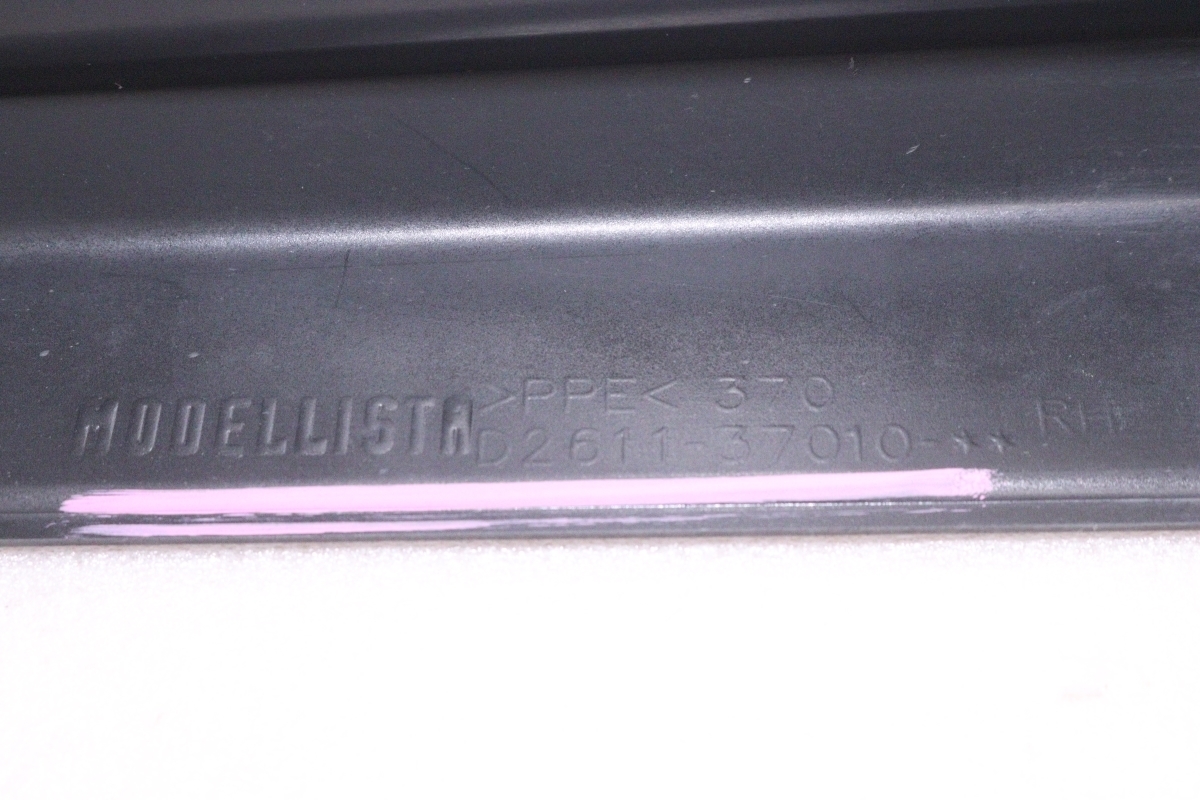 MODELLISTA >PPE< 370
D2611-37010-★★ RH